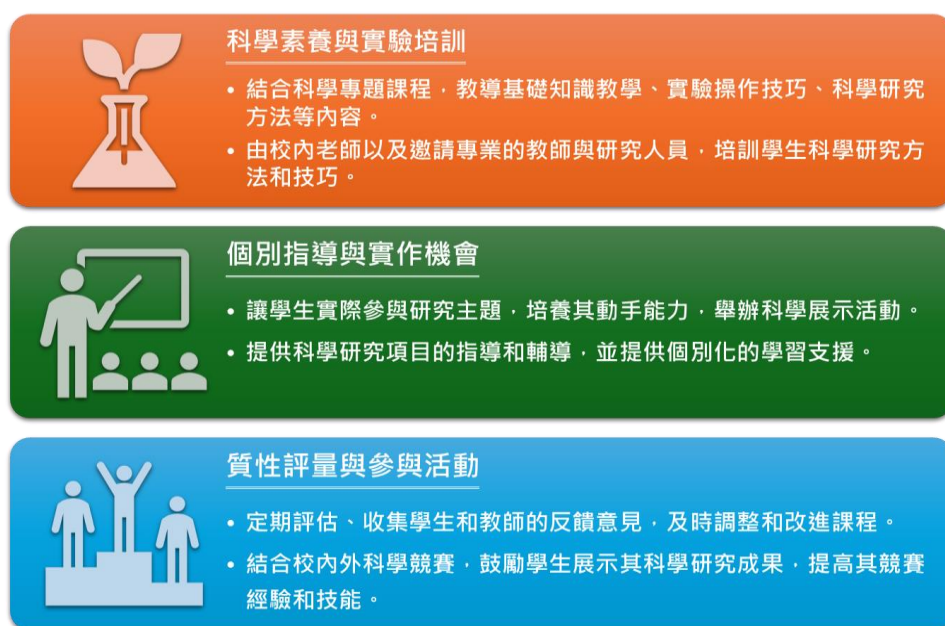 科學素養與實驗培訓
• 結合科學專題課程，教導基礎知識教學、實驗操作技巧、科學研究
方法等內容。
• 由校內老師以及邀請專業的教師與研究人員，培訓學生科學研究方
法和技巧。
個別指導與實作機會
• 讓學生實際參與研究主題，培養其動手能力，舉辦科學展示活動。
• 提供科學研究項目的指導和輔導，並提供個別化的學習支援。
質性評量與參與活動
• 定期評估、收集學生和教師的反饋意見，及時調整和改進課程。
• 結合校內外科學競賽，鼓勵學生展示其科學研究成果，提高其競賽
經驗和技能。